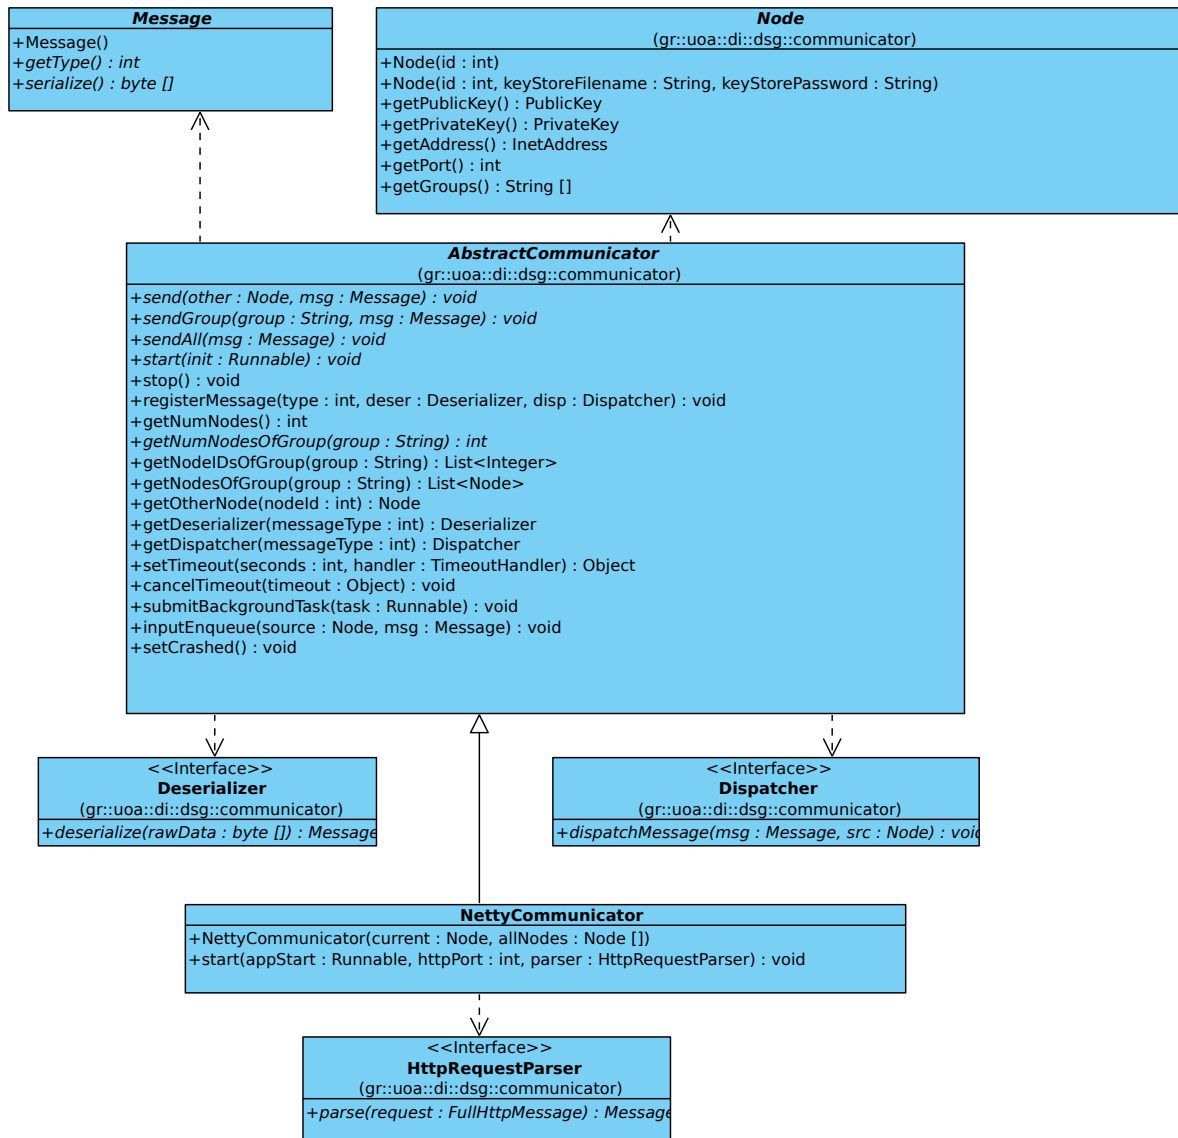 Message
+Message()
+getType() : int
+serialize() : byte []
Node
(gr::uoa::di::dsg::communicator)
+Node(id : int)
+Node(id : int, keyStoreFilename : String, keyStorePassword : String)
+getPublicKey() : PublicKey
+getPrivateKey() : PrivateKey
+getAddress() : InetAddress
+getPort() : int
+getGroups() : String []
AbstractCommunicator
(gr::uoa::di::dsg::communicator)
+send(other : Node, msg : Message) : void
+sendGroup(group : String, msg : Message) : void
+sendAll(msg : Message) : void
+start(init : Runnable) : void
+stop() : void
+registerMessage(type : int, deser : Deserializer, disp : Dispatcher) : void
+getNumNodes() : int
+getNumNodesOfGroup(group : String) : int
+getNodeIDsOfGroup(group : String) : List<Integer>
+getNodesOfGroup(group : String) : List<Node>
+getOtherNode(nodeId : int) : Node
+getDeserializer(messageType : int) : Deserializer
+getDispatcher(messageType : int) : Dispatcher
+setTimeout(seconds : int, handler : TimeoutHandler) : Object
+cancelTimeout(timeout : Object) : void
+submitBackgroundTask(task : Runnable) : void
+inputEnqueue(source : Node, msg : Message) : void
+setCrashed() : void
<<Interface>>
Deserializer
(gr::uoa::di::dsg::communicator)
+deserialize(rawData : byte []) : Message
<<Interface>>
Dispatcher
(gr::uoa::di::dsg::communicator)
+dispatchMessage(msg : Message, src : Node) : void
NettyCommunicator
+NettyCommunicator(current : Node, allNodes : Node [])
+start(appStart : Runnable, httpPort : int, parser : HttpRequestParser) : void
<<Interface>>
HttpRequestParser
(gr::uoa::di::dsg::communicator)
+parse(request : FullHttpMessage) : Message